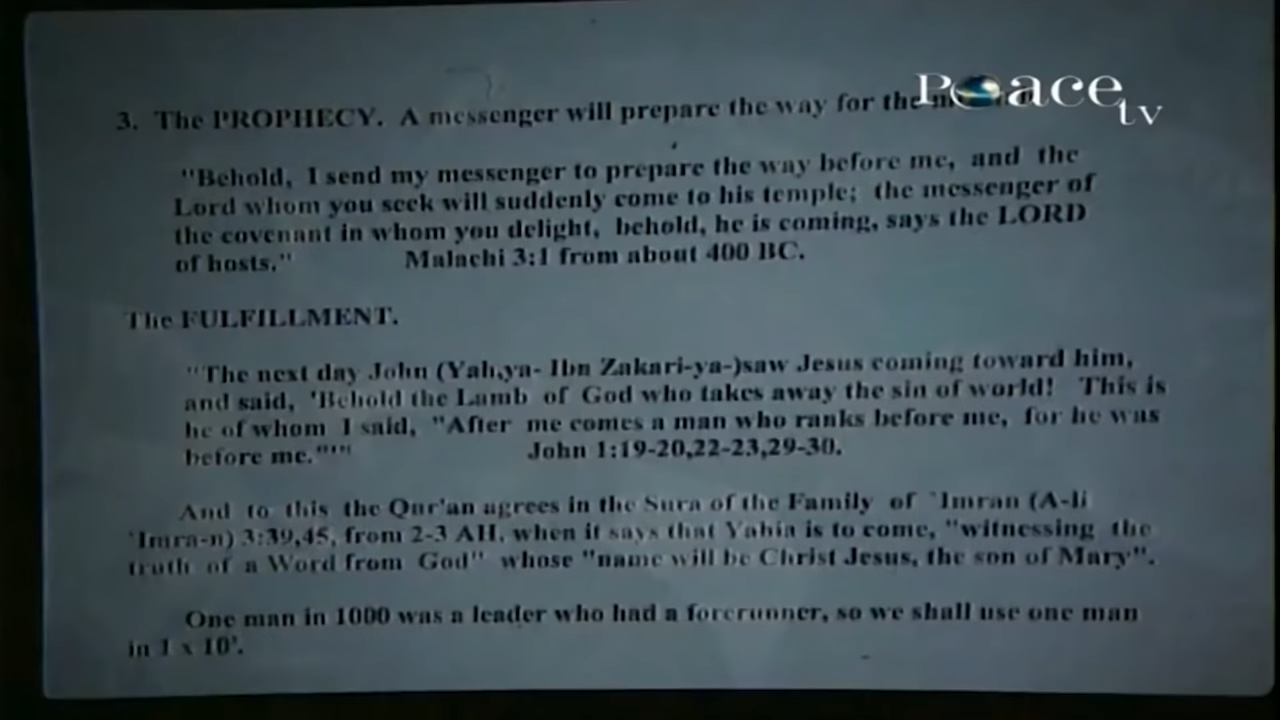 Peace
tv
3. The PROPHECY. A messenger will prepare the way for the
"Behold, I send my messenger to prepare the way before me, and the
Lord whom you seek will suddenly come to his temple; the messenger of
the covenant in whom you delight, behold, he is coming, says the LORD
of hosts." Malachi 3:1 from about 400 BC.
The FULFILLMENT.
"The next day John (Yah,ya- Ibn Zakari-ya-)saw Jesus coming toward him,
and said, 'Behold the Lamb of God who takes away the sin of world! This is
he of whom I said, "After me comes a man who ranks before me, for he was
before me."'" John 1:19-20,22-23,29-30.
And to this the Qur'an agrees in the Sura of the Family of 'Imran (A-li
'Imra-n) 3:39,45, from 2-3 AH, when it says that Yahia is to come, "witnessing the
truth of a Word from God" whose "name will be Christ Jesus, the son of Mary".
One man in 1000 was a leader who had a forerunner, so we shall use one man
in 1 x 10³.